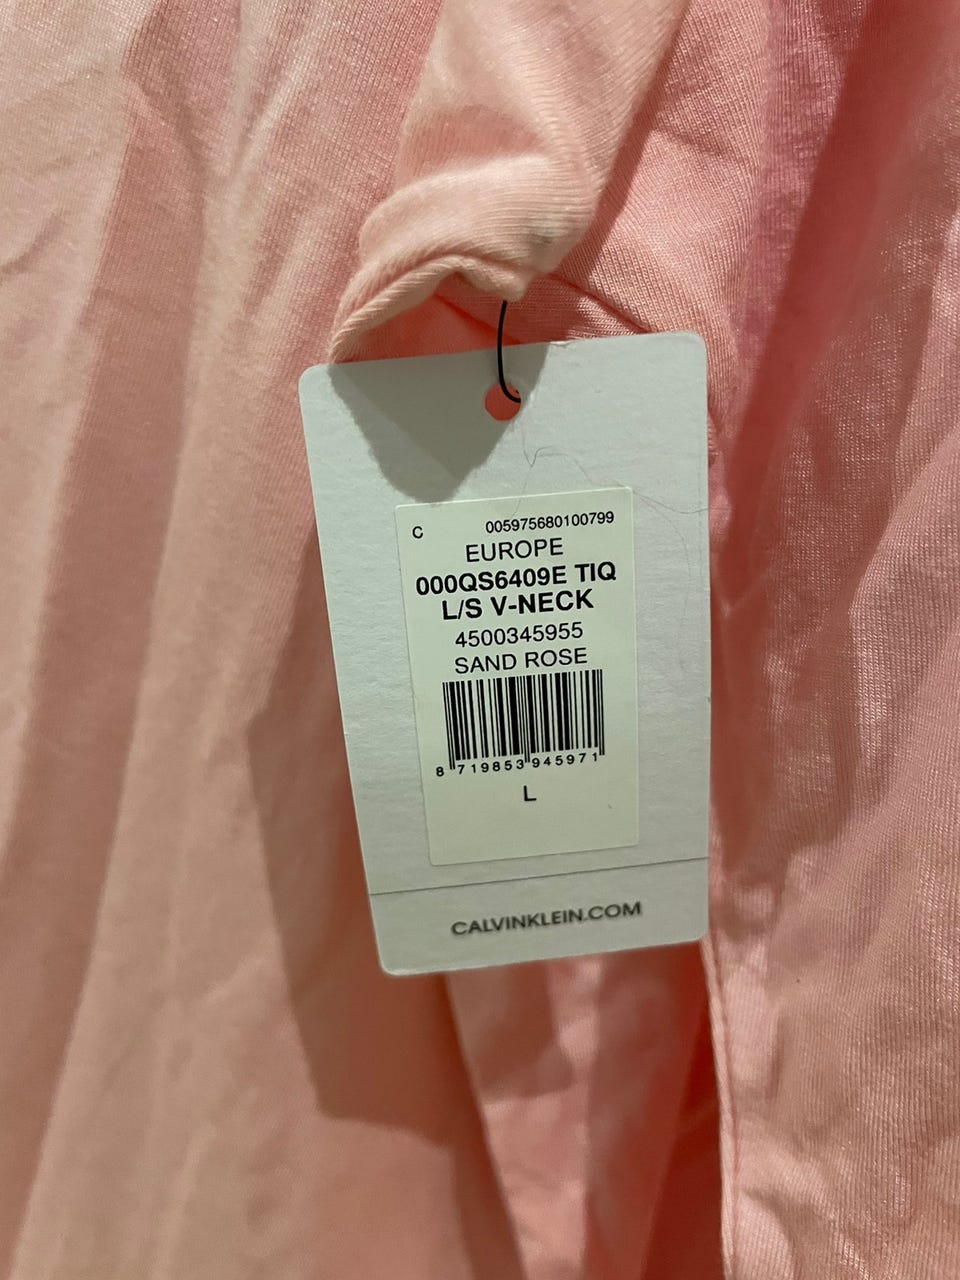 C 005975680100799
EUROPE
000QS6409E TIQ
L/S V-NECK
4500345955
SAND ROSE
8 719853 945971
L
CALVINKLEIN.COM